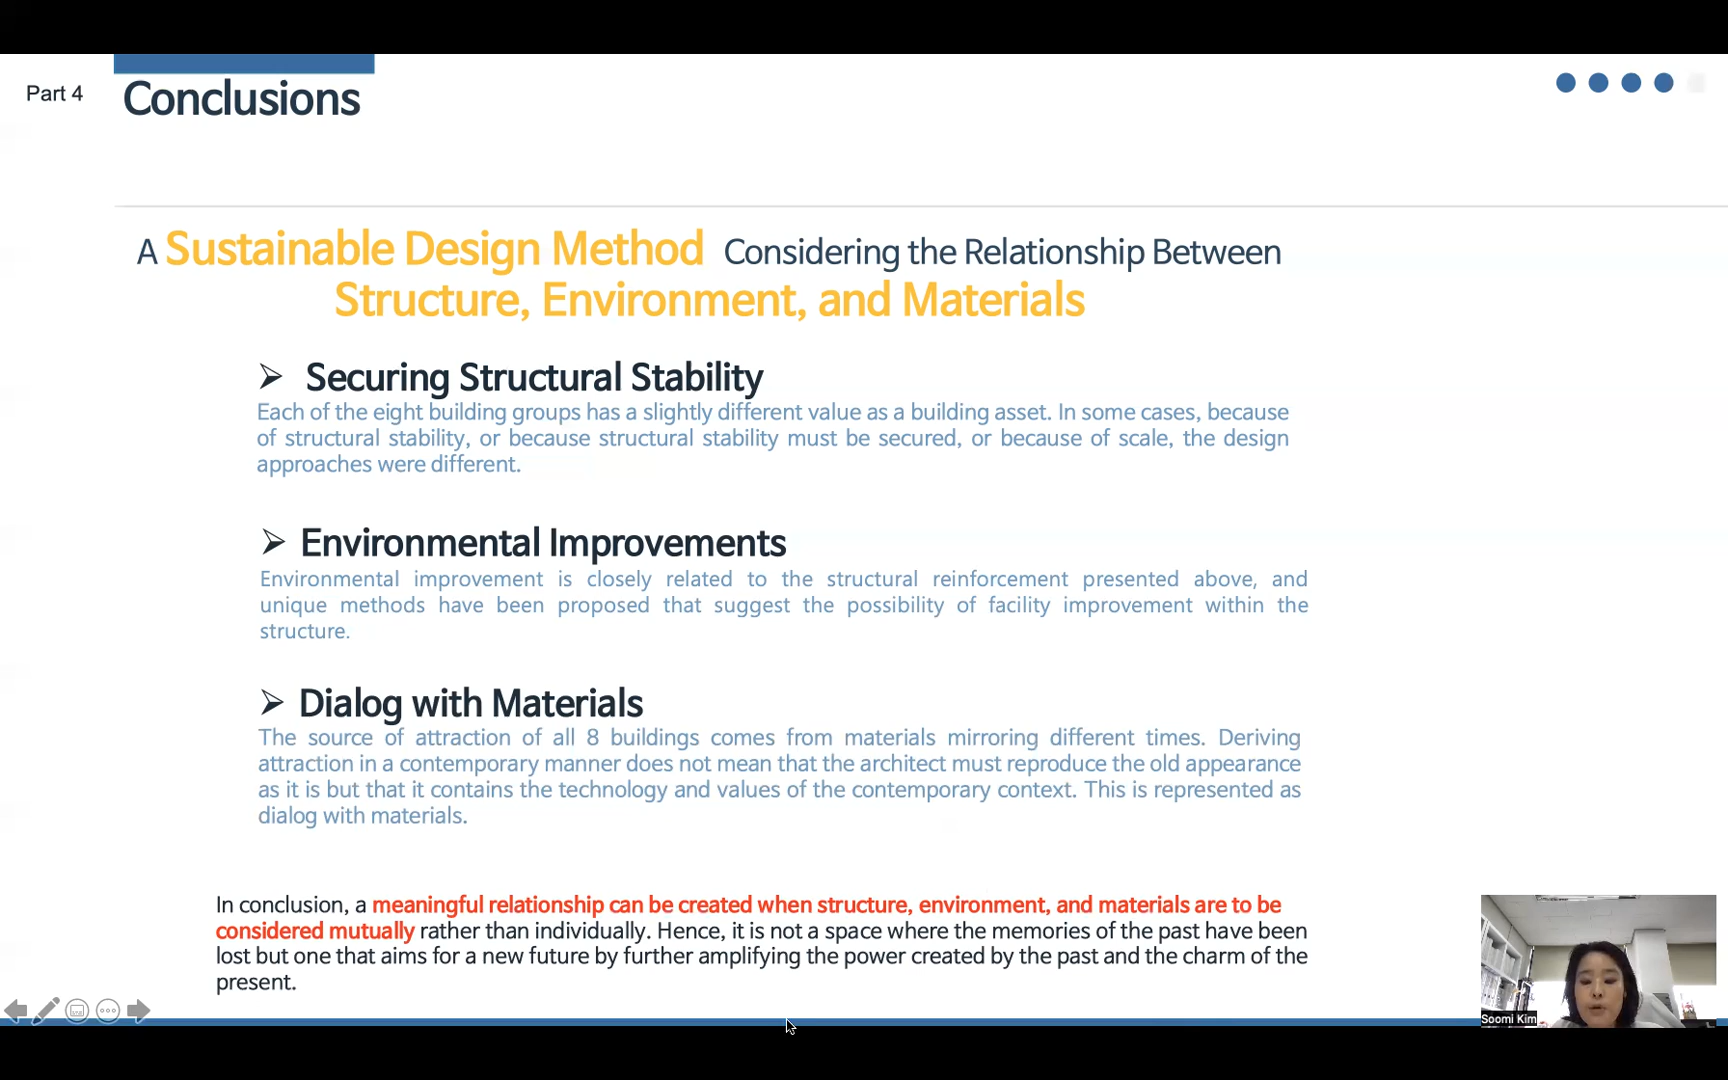 Part 4
Conclusions
A Sustainable Design Method Considering the Relationship Between
Structure, Environment, and Materials
Securing Structural Stability
Each of the eight building groups has a slightly different value as a building asset. In some cases, because
of structural stability, or because structural stability must be secured, or because of scale, the design
approaches were different.
Environmental Improvements
Environmental improvement is closely related to the structural reinforcement presented above, and
unique methods have been proposed that suggest the possibility of facility improvement within the
structure.
Dialog with Materials
The source of attraction of all 8 buildings comes from materials mirroring different times. Deriving
attraction in a contemporary manner does not mean that the architect must reproduce the old appearance
as it is but that it contains the technology and values of the contemporary context. This is represented as
dialog with materials.
In conclusion, a meaningful relationship can be created when structure, environment, and materials are to be
considered mutually rather than individually. Hence, it is not a space where the memories of the past have been
lost but one that aims for a new future by further amplifying the power created by the past and the charm of the
present.
Soomi Kim